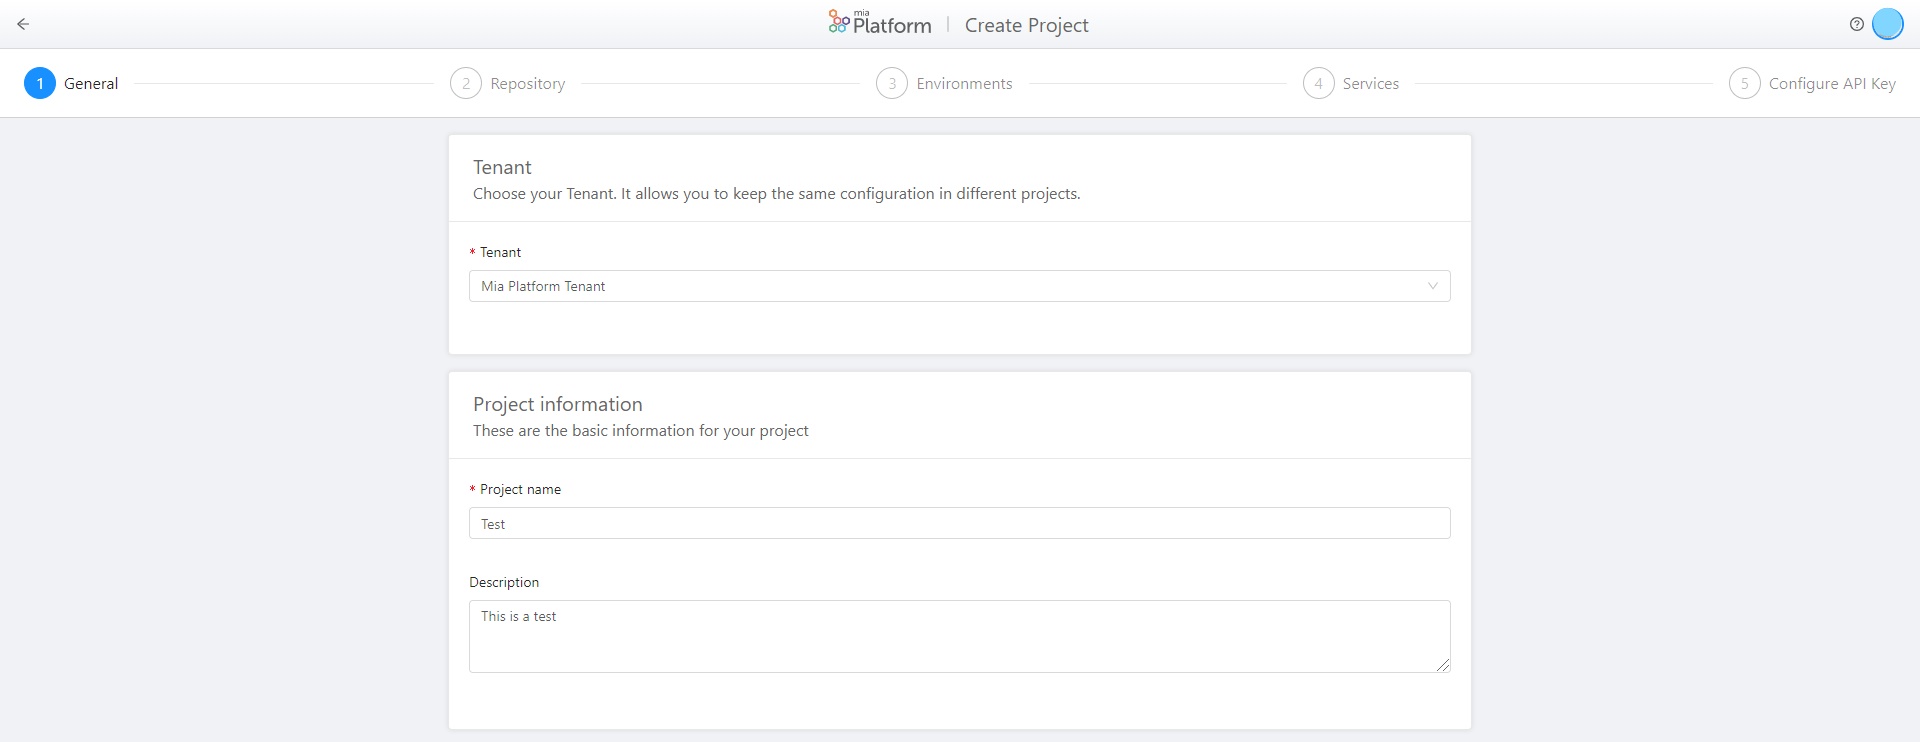 mia
Platform | Create Project
1 General 2 Repository 3 Environments 4 Services 5 Configure API Key
Tenant
Choose your Tenant. It allows you to keep the same configuration in different projects.
* Tenant
Mia Platform Tenant
Project information
These are the basic information for your project
* Project name
Test
Description
This is a test